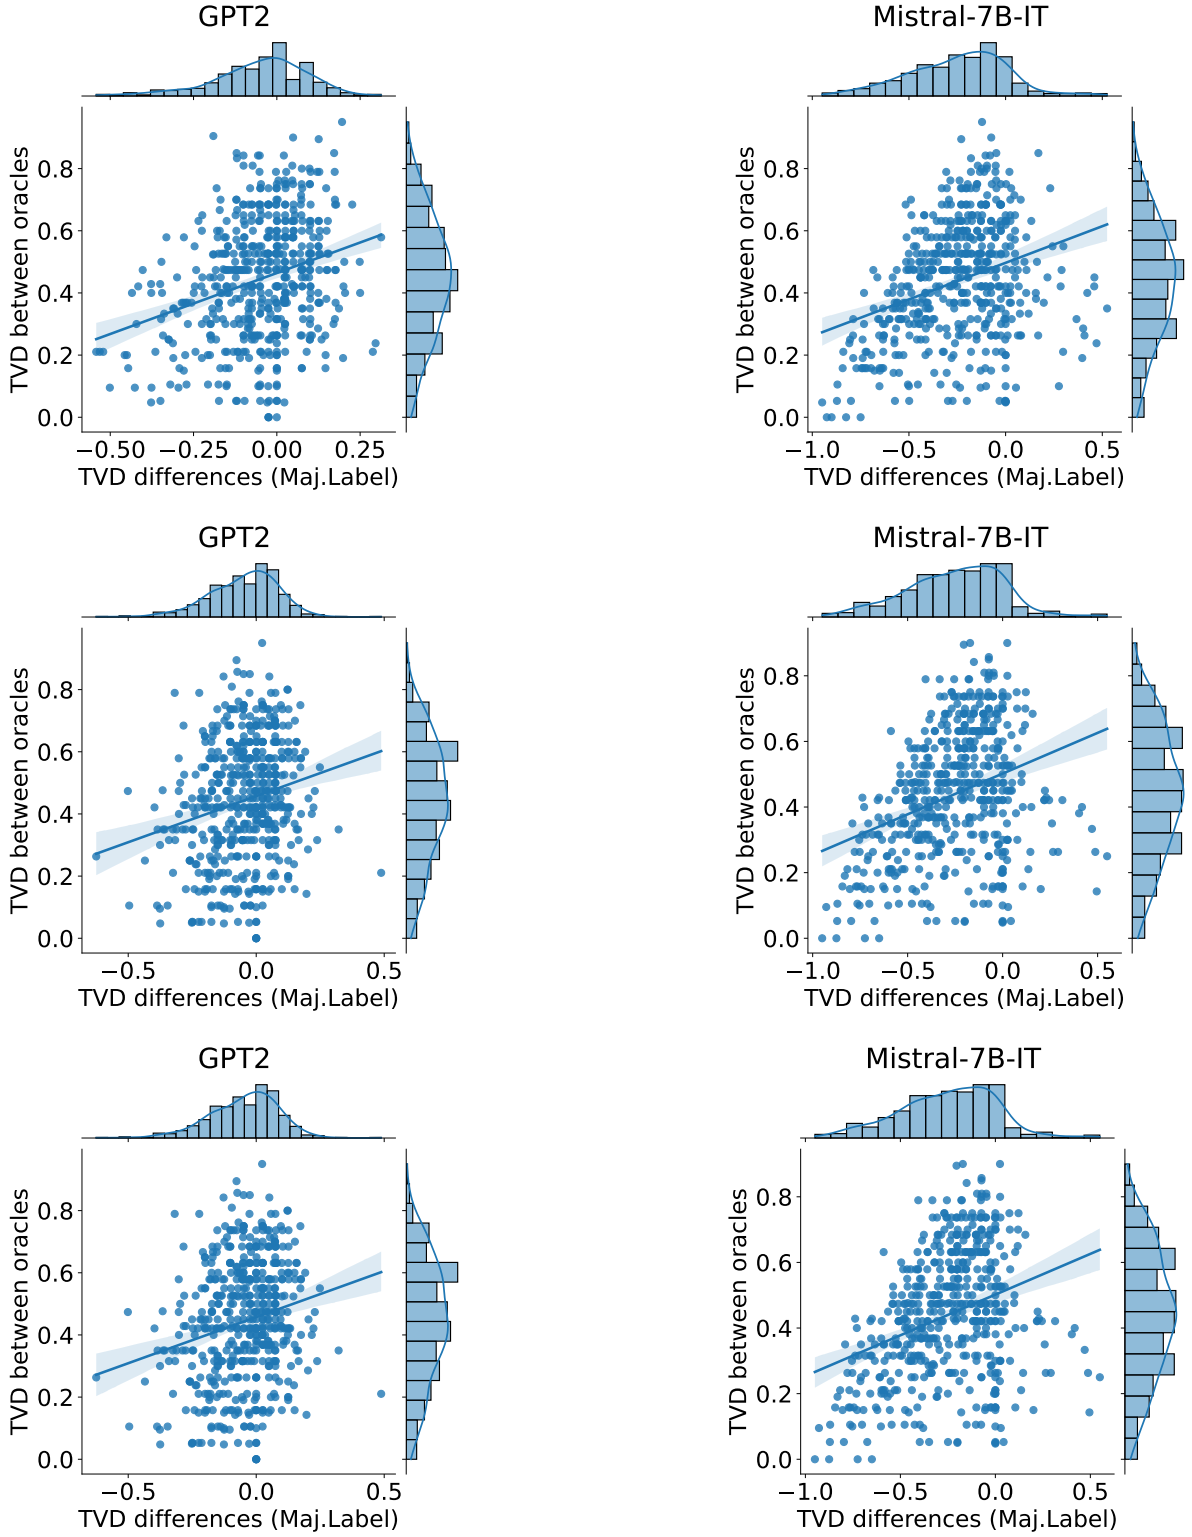 GPT2
Mistral-7B-IT
TVD between oracles
0.8
0.6
0.4
0.2
0.0
−0.50 −0.25 0.00 0.25
TVD differences (Maj.Label)
TVD between oracles
0.8
0.6
0.4
0.2
0.0
−1.0 −0.5 0.0 0.5
TVD differences (Maj.Label)
GPT2
Mistral-7B-IT
TVD between oracles
0.8
0.6
0.4
0.2
0.0
−0.5 0.0 0.5
TVD differences (Maj.Label)
TVD between oracles
0.8
0.6
0.4
0.2
0.0
−1.0 −0.5 0.0 0.5
TVD differences (Maj.Label)
GPT2
Mistral-7B-IT
TVD between oracles
0.8
0.6
0.4
0.2
0.0
−0.5 0.0 0.5
TVD differences (Maj.Label)
TVD between oracles
0.8
0.6
0.4
0.2
0.0
−1.0 −0.5 0.0 0.5
TVD differences (Maj.Label)